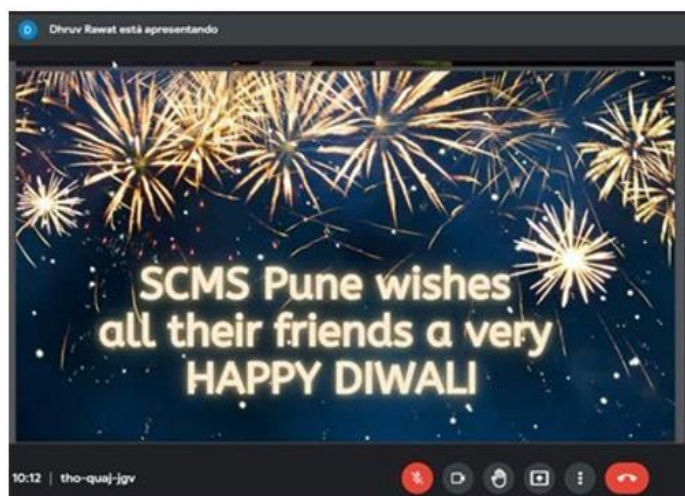 D Dhruv Rawat está apresentando
SCMS Pune wishes
all their friends a very
HAPPY DIWALI
10:12 | tho-quaj-jgv